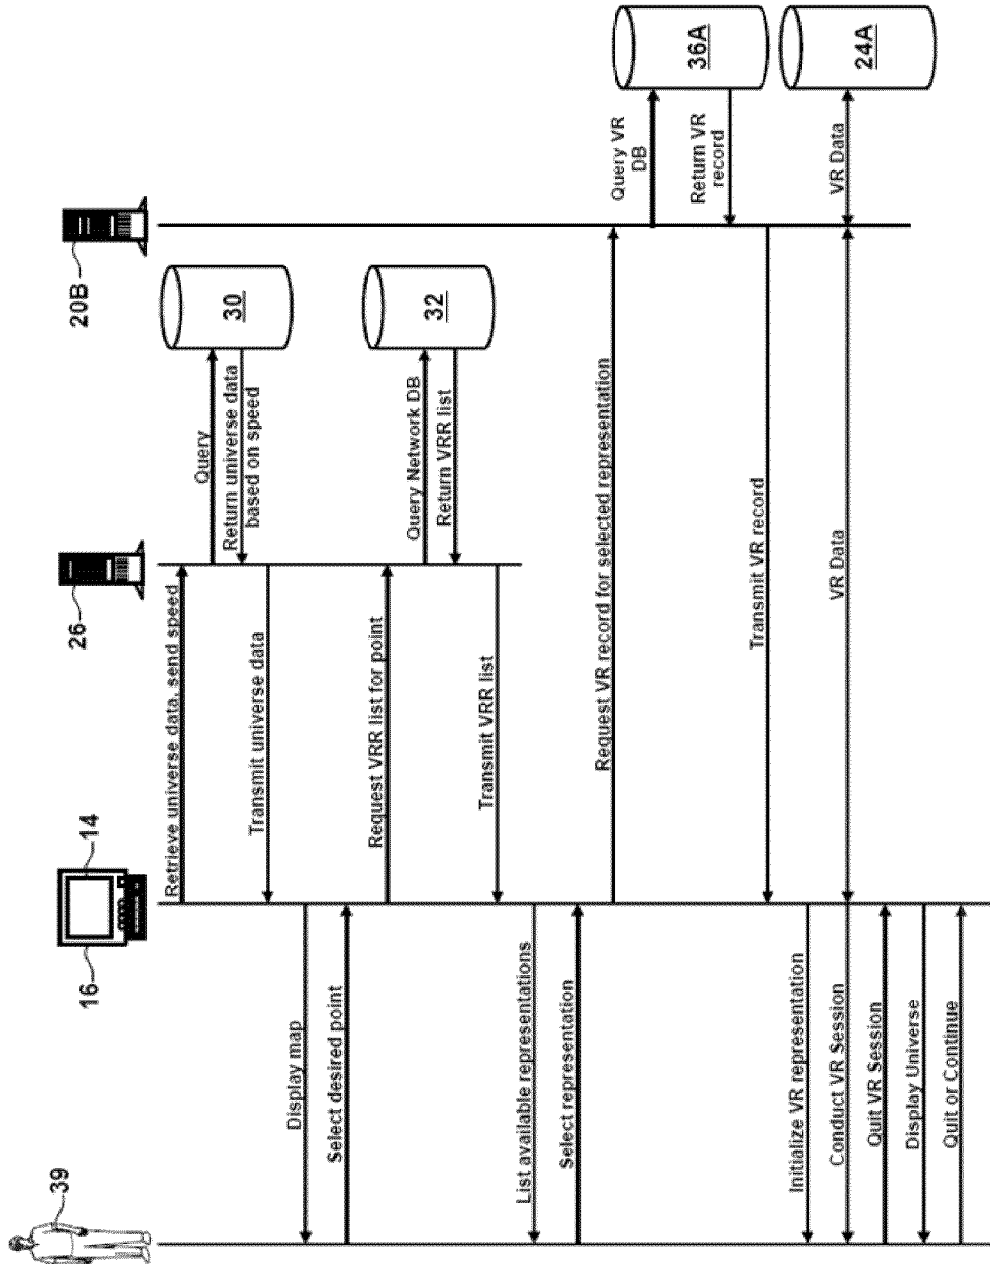 39
16
14
26
20B
Retrieve universe data, send speed
Query
30
Return universe data
based on speed
Transmit universe data
Display map
Select desired point
Request VRR list for point
Query Network DB
32
Return VRR list
Transmit VRR list
List available representations
Select representation
Request VR record for selected representation
Query VR
DB
36A
Return VR
record
Transmit VR record
Initialize VR representation
Conduct VR Session
VR Data
VR Data
24A
Quit VR Session
Display Universe
Quit or Continue